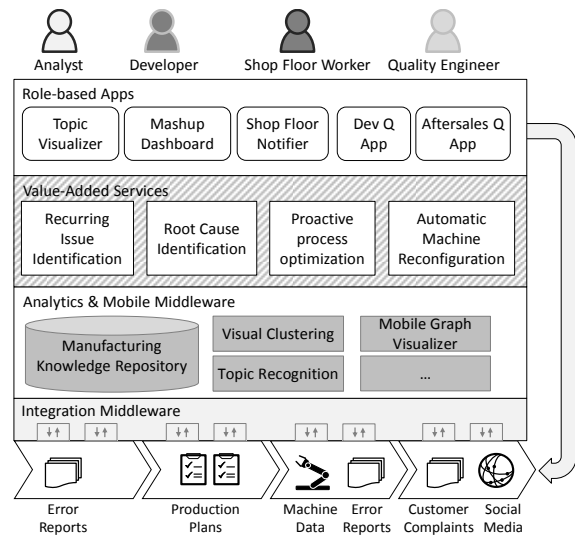 Analyst Developer Shop Floor Worker Quality Engineer
Role-based Apps
Topic Visualizer
Mashup Dashboard
Shop Floor Notifier
Dev Q App
Aftersales Q App
Value-Added Services
Recurring Issue Identification
Root Cause Identification
Proactive process optimization
Automatic Machine Reconfiguration
Analytics & Mobile Middleware
Manufacturing Knowledge Repository
Visual Clustering
Mobile Graph Visualizer
Topic Recognition
...
Integration Middleware
Error Reports
Production Plans
Machine Data
Error Reports
Customer Complaints
Social Media